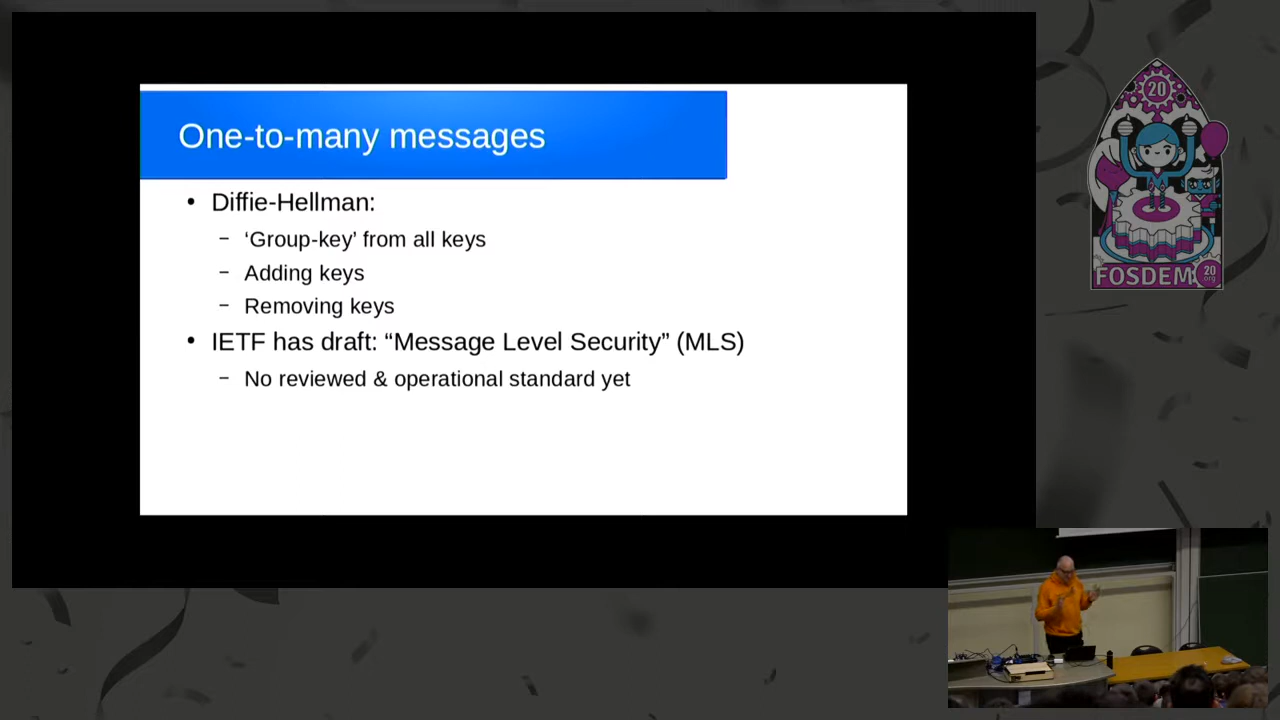 One-to-many messages
• Diffie-Hellman:
– ‘Group-key’ from all keys
– Adding keys
– Removing keys
• IETF has draft: “Message Level Security” (MLS)
– No reviewed & operational standard yet
20
FOSDEM
20
org